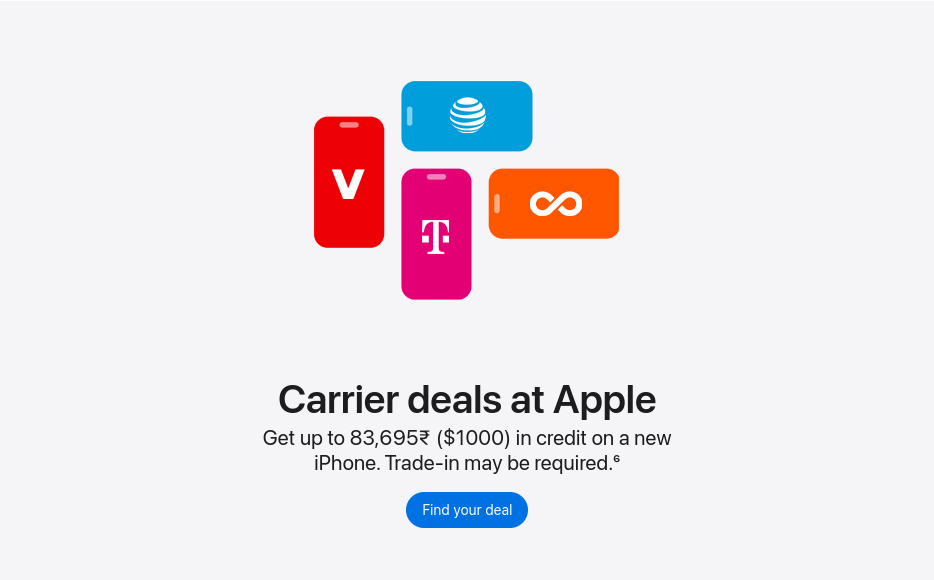 V
T
Carrier deals at Apple
Get up to 83,695₹ ($1000) in credit on a new
iPhone. Trade-in may be required.⁶
Find your deal